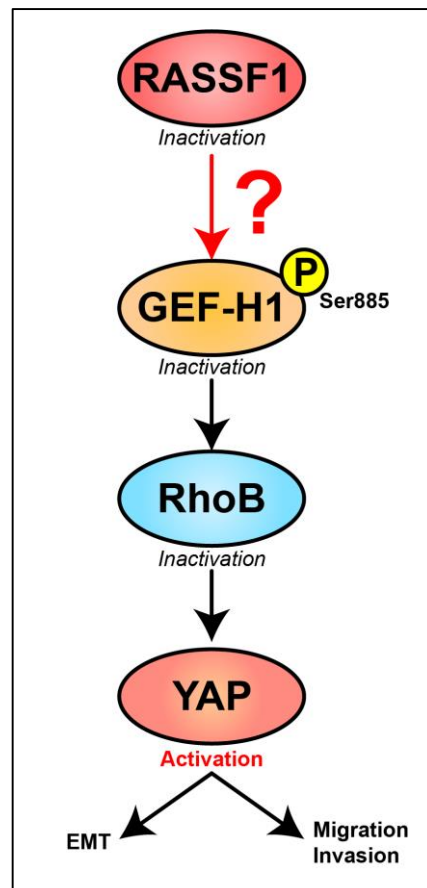 RASSF1
Inactivation
?
P
GEF-H1
Ser885
Inactivation
RhoB
Inactivation
YAP
Activation
EMT
Migration
Invasion